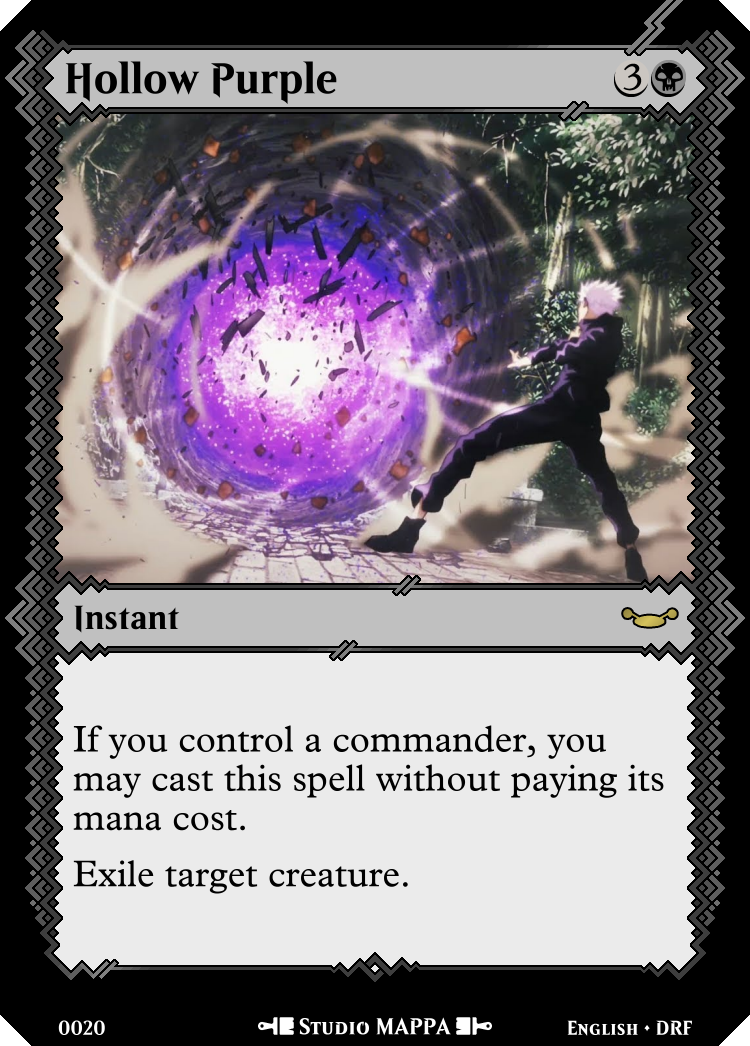 Hollow Purple 3
Instant
If you control a commander, you
may cast this spell without paying its
mana cost.
Exile target creature.
0020 Studio MAPPA English • DRF